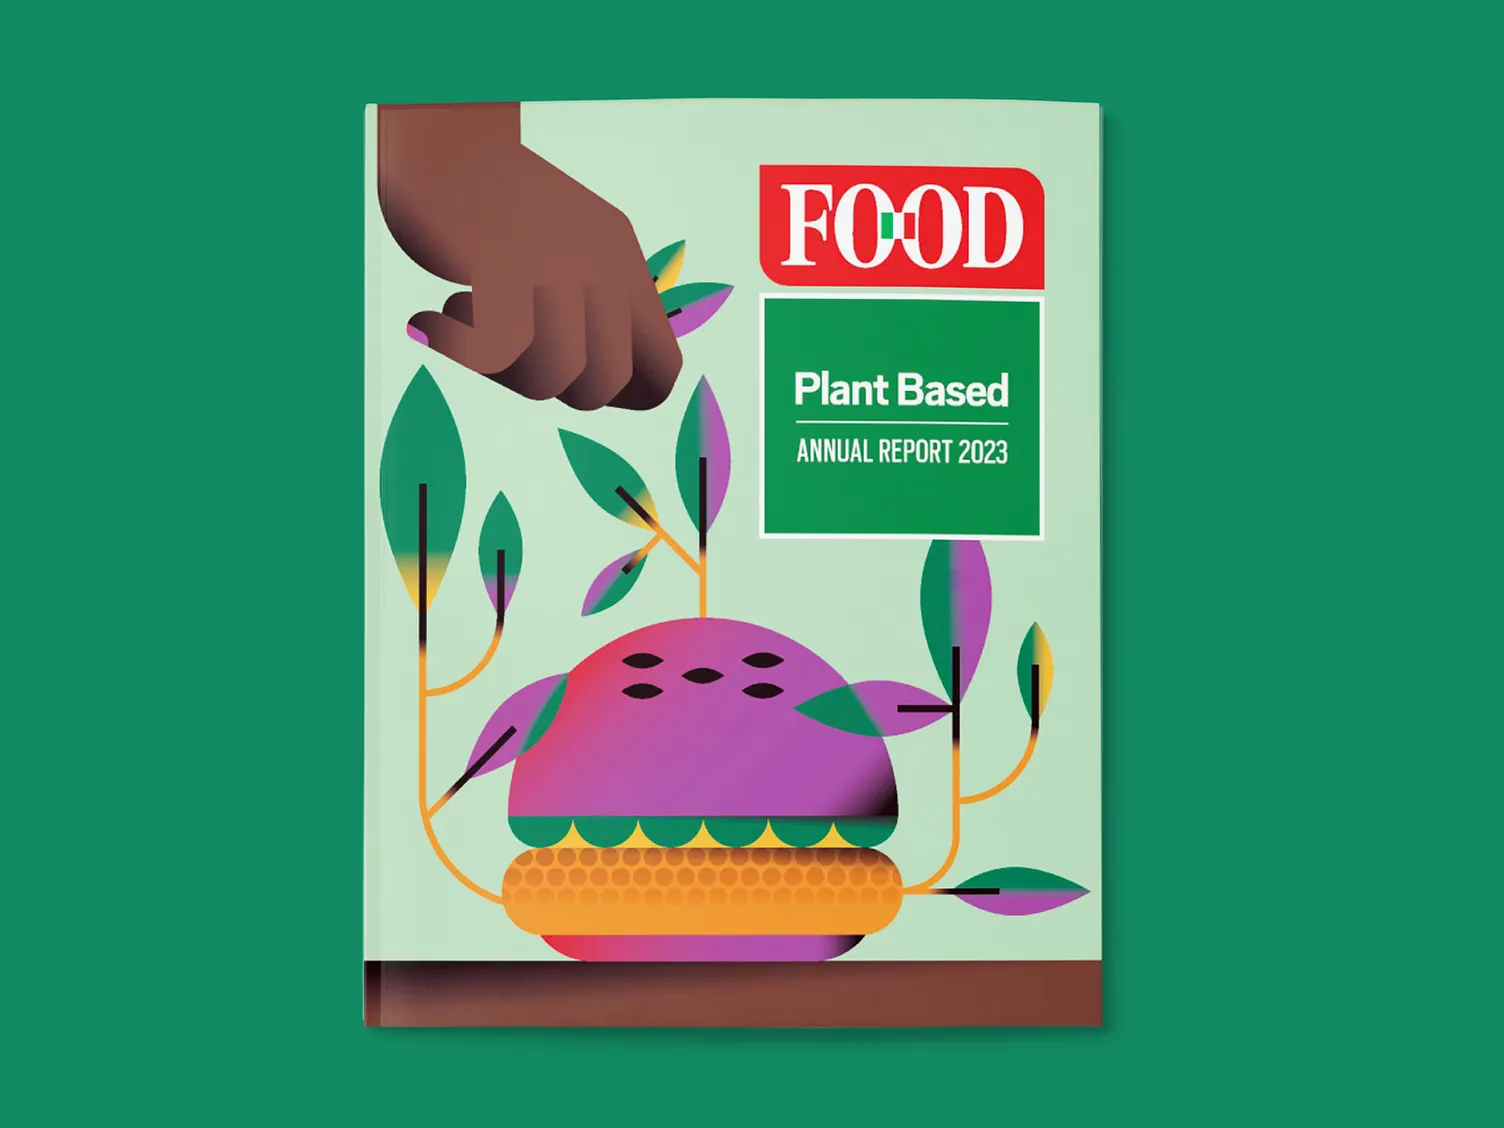 FOOD
Plant Based
ANNUAL REPORT 2023